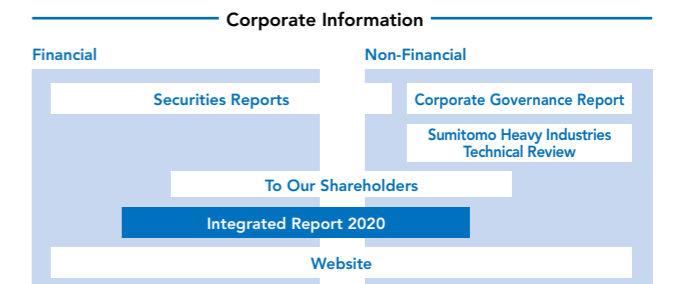 Corporate Information
Financial
Non-Financial
Securities Reports
Corporate Governance Report
Sumitomo Heavy Industries
Technical Review
To Our Shareholders
Integrated Report 2020
Website